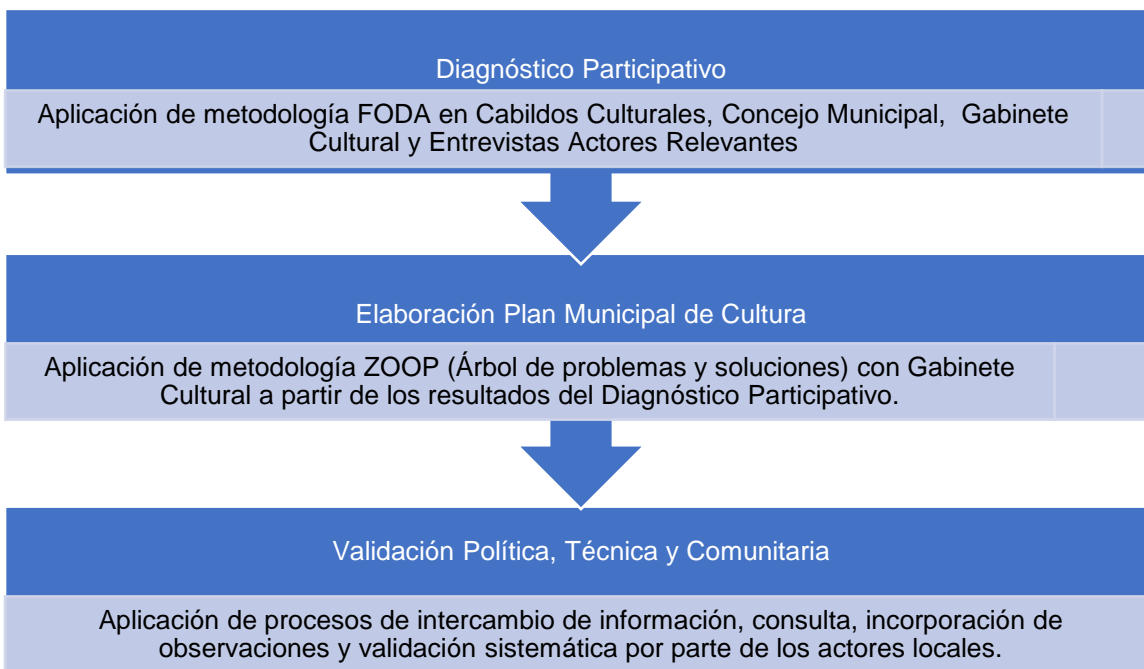 Diagnóstico Participativo
Aplicación de metodología FODA en Cabildos Culturales, Concejo Municipal, Gabinete
Cultural y Entrevistas Actores Relevantes
Elaboración Plan Municipal de Cultura
Aplicación de metodología ZOOP (Árbol de problemas y soluciones) con Gabinete
Cultural a partir de los resultados del Diagnóstico Participativo.
Validación Política, Técnica y Comunitaria
Aplicación de procesos de intercambio de información, consulta, incorporación de
observaciones y validación sistemática por parte de los actores locales.